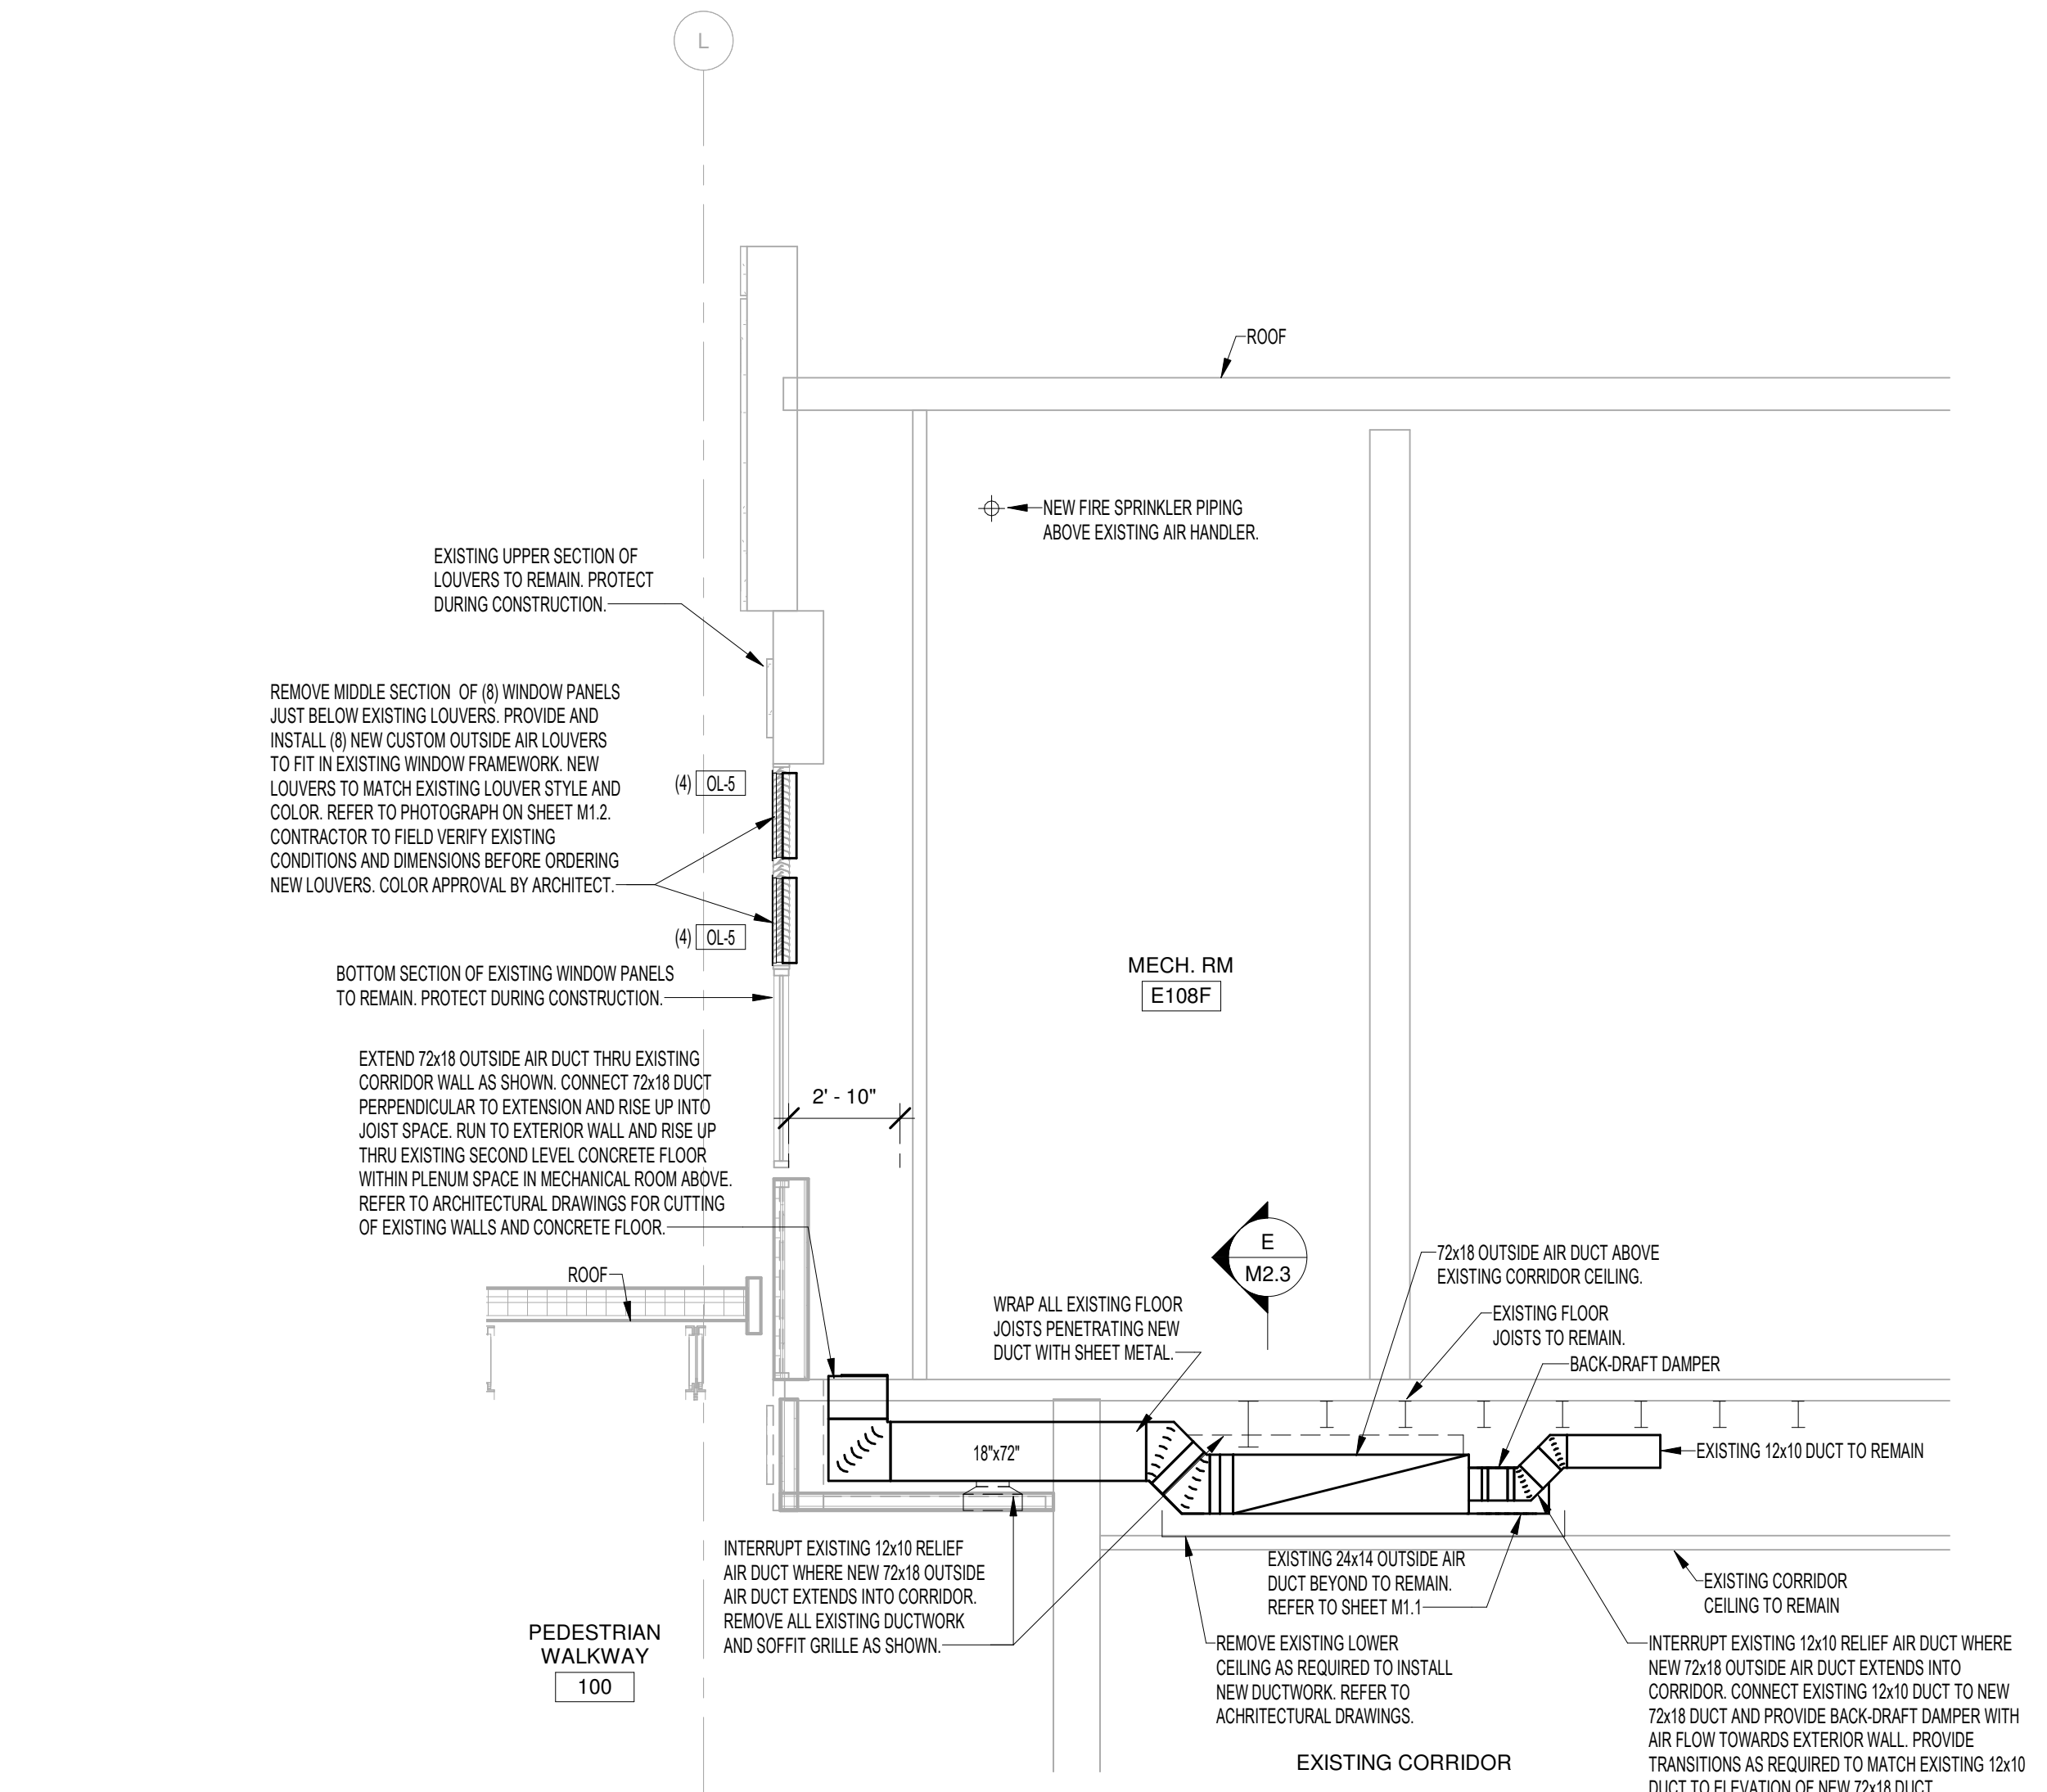 L
ROOF
NEW FIRE SPRINKLER PIPING
ABOVE EXISTING AIR HANDLER.
EXISTING UPPER SECTION OF
LOUVERS TO REMAIN. PROTECT
DURING CONSTRUCTION.
REMOVE MIDDLE SECTION  OF (8) WINDOW PANELS
JUST BELOW EXISTING LOUVERS. PROVIDE AND
INSTALL (8) NEW CUSTOM OUTSIDE AIR LOUVERS
TO FIT IN EXISTING WINDOW FRAMEWORK. NEW
LOUVERS TO MATCH EXISTING LOUVER STYLE AND
COLOR. REFER TO PHOTOGRAPH ON SHEET M1.2.
CONTRACTOR TO FIELD VERIFY EXISTING
CONDITIONS AND DIMENSIONS BEFORE ORDERING
NEW LOUVERS. COLOR APPROVAL BY ARCHITECT.
(4) OL-5
(4) OL-5
BOTTOM SECTION OF EXISTING WINDOW PANELS
TO REMAIN. PROTECT DURING CONSTRUCTION.
MECH. RM
E108F
EXTEND 72x18 OUTSIDE AIR DUCT THRU EXISTING
CORRIDOR WALL AS SHOWN. CONNECT 72x18 DUCT
PERPENDICULAR TO EXTENSION AND RISE UP INTO
JOIST SPACE. RUN TO EXTERIOR WALL AND RISE UP
THRU EXISTING SECOND LEVEL CONCRETE FLOOR
WITHIN PLENUM SPACE IN MECHANICAL ROOM ABOVE.
REFER TO ARCHITECTURAL DRAWINGS FOR CUTTING
OF EXISTING WALLS AND CONCRETE FLOOR.
2' - 10"
E
M2.3
72x18 OUTSIDE AIR DUCT ABOVE
EXISTING CORRIDOR CEILING.
ROOF
WRAP ALL EXISTING FLOOR
JOISTS PENETRATING NEW
DUCT WITH SHEET METAL.
EXISTING FLOOR
JOISTS TO REMAIN.
BACK-DRAFT DAMPER
18"x72"
EXISTING 12x10 DUCT TO REMAIN
INTERRUPT EXISTING 12x10 RELIEF
AIR DUCT WHERE NEW 72x18 OUTSIDE
AIR DUCT EXTENDS INTO CORRIDOR.
REMOVE ALL EXISTING DUCTWORK
AND SOFFIT GRILLE AS SHOWN.
EXISTING 24x14 OUTSIDE AIR
DUCT BEYOND TO REMAIN.
REFER TO SHEET M1.1
EXISTING CORRIDOR
CEILING TO REMAIN
PEDESTRIAN
WALKWAY
100
REMOVE EXISTING LOWER
CEILING AS REQUIRED TO INSTALL
NEW DUCTWORK. REFER TO
ACHRITECTURAL DRAWINGS.
INTERRUPT EXISTING 12x10 RELIEF AIR DUCT WHERE
NEW 72x18 OUTSIDE AIR DUCT EXTENDS INTO
CORRIDOR. CONNECT EXISTING 12x10 DUCT TO NEW
72x18 DUCT AND PROVIDE BACK-DRAFT DAMPER WITH
AIR FLOW TOWARDS EXTERIOR WALL. PROVIDE
TRANSITIONS AS REQUIRED TO MATCH EXISTING 12x10
DUCT TO ELEVATION OF NEW 72x18 DUCT
EXISTING CORRIDOR